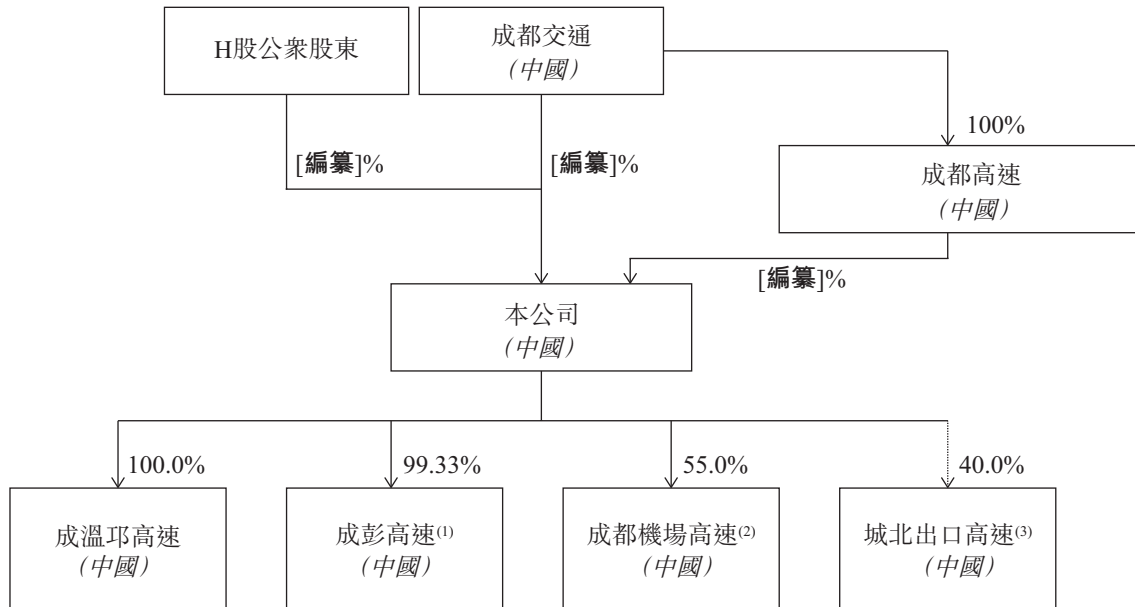 H股公衆股東
成都交通
(中國)
100%
[編纂]%
[編纂]%
成都高速
(中國)
[編纂]%
本公司
(中國)
100.0%
99.33%
55.0%
40.0%
成溫邛高速
(中國)
成彭高速(1)
(中國)
成都機場高速(2)
(中國)
城北出口高速(3)
(中國)